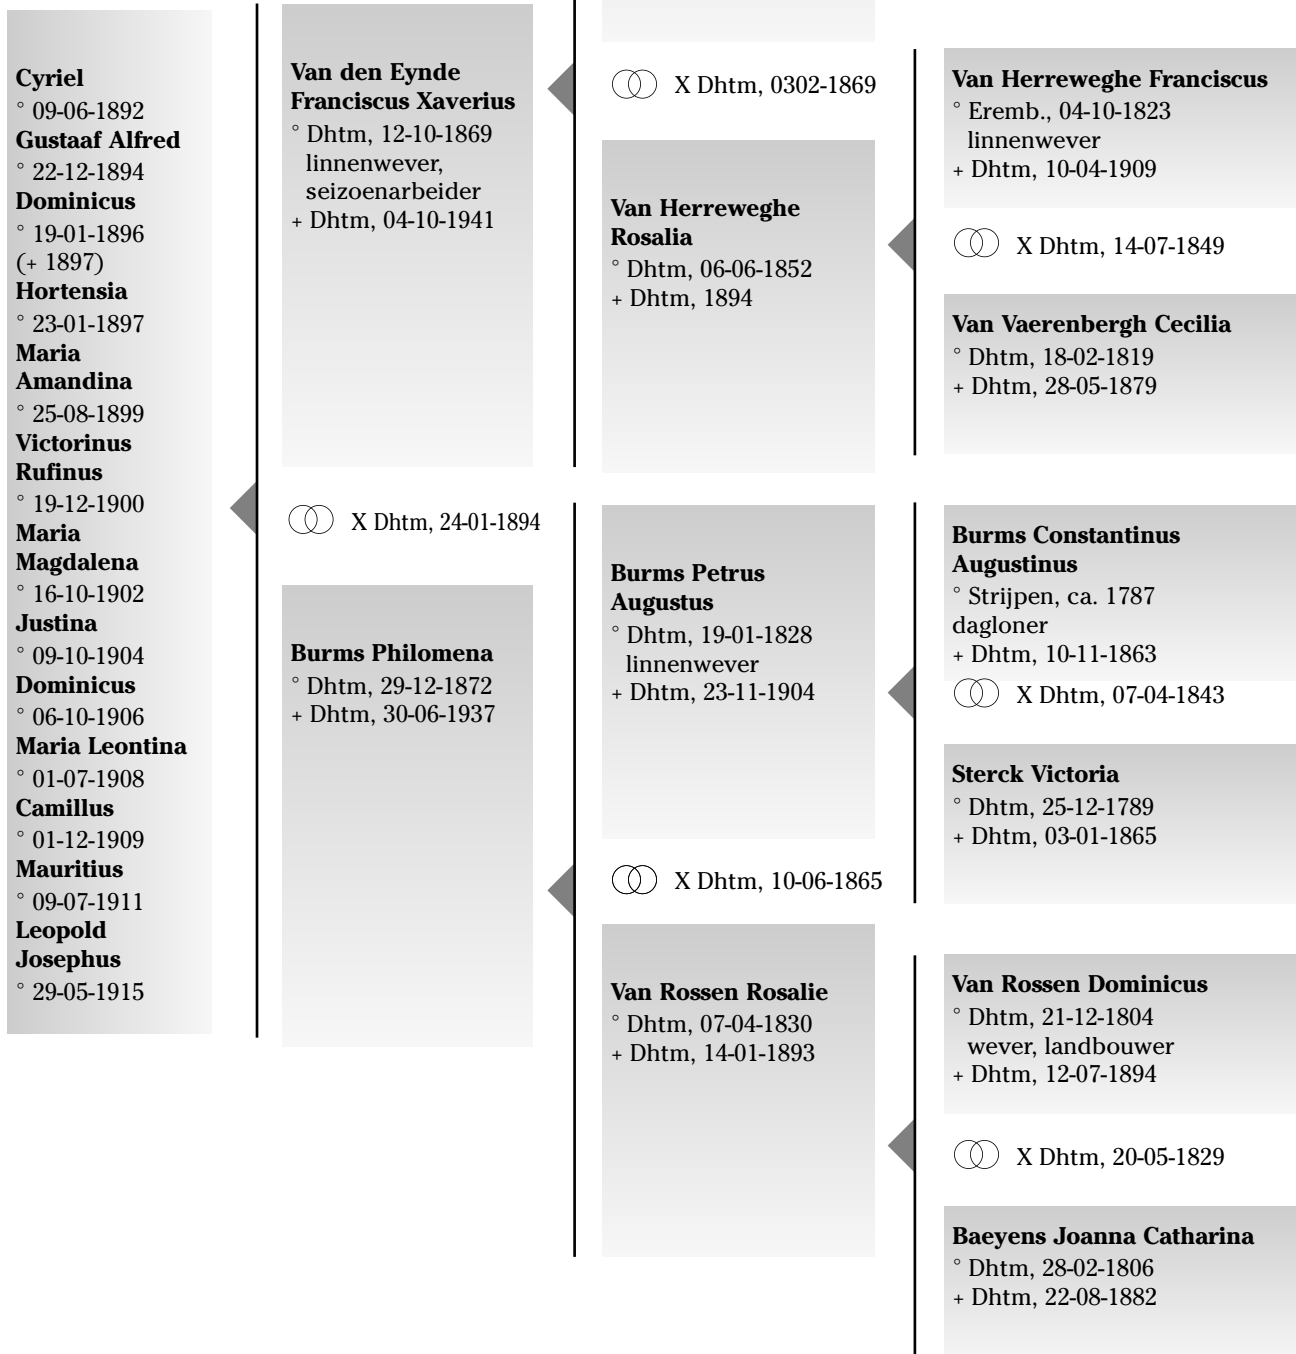 Cyriel
° 09-06-1892
Gustaaf Alfred
° 22-12-1894
Dominicus
° 19-01-1896
(+ 1897)
Hortensia
° 23-01-1897
Maria
Amandina
° 25-08-1899
Victorinus
Rufinus
° 19-12-1900
Maria
Magdalena
° 16-10-1902
Justina
° 09-10-1904
Dominicus
° 06-10-1906
Maria Leontina
° 01-07-1908
Camillus
° 01-12-1909
Mauritius
° 09-07-1911
Leopold
Josephus
° 29-05-1915
Van den Eynde
Franciscus Xaverius
° Dhtm, 12-10-1869
linnenwever,
seizoenarbeider
+ Dhtm, 04-10-1941
X Dhtm, 24-01-1894
Burms Philomena
° Dhtm, 29-12-1872
+ Dhtm, 30-06-1937
X Dhtm, 0302-1869
Van Herreweghe
Rosalia
° Dhtm, 06-06-1852
+ Dhtm, 1894
Burms Petrus
Augustus
° Dhtm, 19-01-1828
linnenwever
+ Dhtm, 23-11-1904
X Dhtm, 10-06-1865
Van Rossen Rosalie
° Dhtm, 07-04-1830
+ Dhtm, 14-01-1893
Van Herreweghe Franciscus
° Eremb., 04-10-1823
linnenwever
+ Dhtm, 10-04-1909
X Dhtm, 14-07-1849
Van Vaerenbergh Cecilia
° Dhtm, 18-02-1819
+ Dhtm, 28-05-1879
Burms Constantinus
Augustinus
° Strijpen, ca. 1787
dagloner
+ Dhtm, 10-11-1863
X Dhtm, 07-04-1843
Sterck Victoria
° Dhtm, 25-12-1789
+ Dhtm, 03-01-1865
Van Rossen Dominicus
° Dhtm, 21-12-1804
wever, landbouwer
+ Dhtm, 12-07-1894
X Dhtm, 20-05-1829
Baeyens Joanna Catharina
° Dhtm, 28-02-1806
+ Dhtm, 22-08-1882